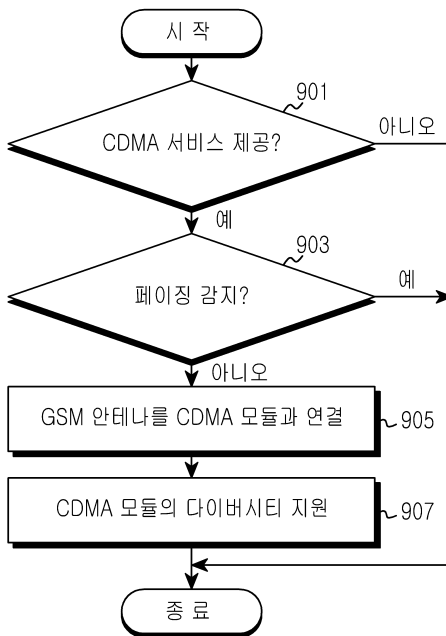 시 작
901
CDMA 서비스 제공?
아니오
예
903
페이징 감지?
예
아니오
GSM 안테나를 CDMA 모듈과 연결
905
CDMA 모듈의 다이버시티 지원
907
종 료